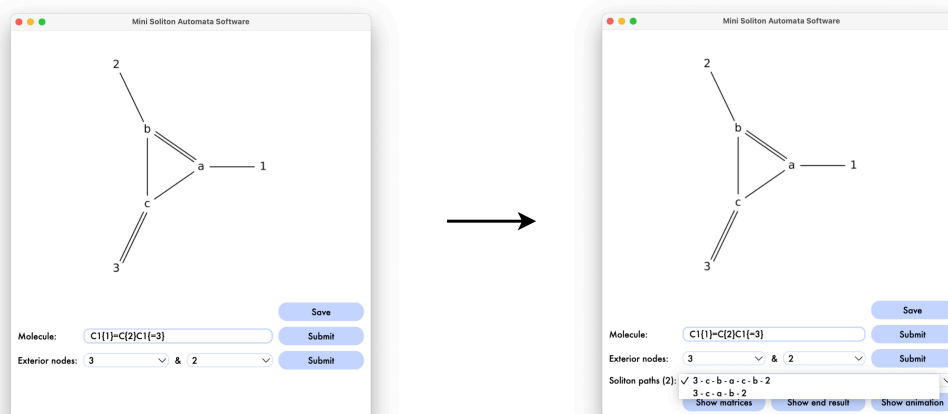 Mini Soliton Automata Software
2
b
a
1
c
3
Save
Molecule: C1{1}=C{2}C1{=3} Submit
Exterior nodes: 3 & 2 Submit
Mini Soliton Automata Software
2
b
a
1
c
3
Save
Molecule: C1{1}=C{2}C1{=3} Submit
Exterior nodes: 3 & 2 Submit
Soliton paths (2): ✓ 3 - c - b - a - c - b - 2
3 - c - a - b - 2
Show matrices Show end result Show animation